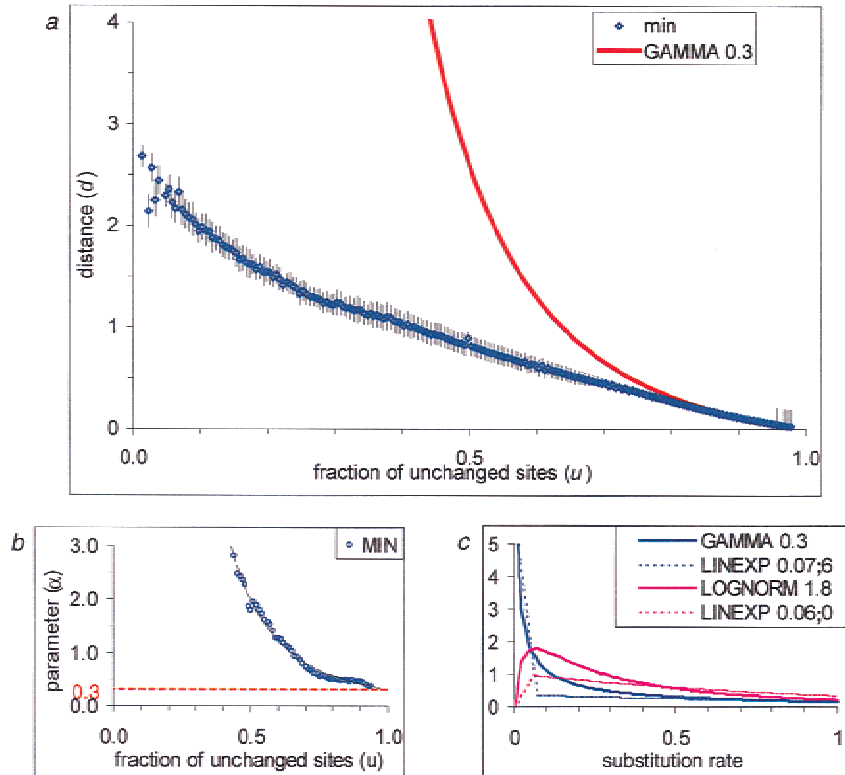 a
4
3
2
1
0
distance (d)
min
GAMMA 0.3
0.0
0.5
1.0
fraction of unchanged sites (u)
b
3.0
2.0
1.0
0.3
0.0
parameter (α)
MIN
0.0
0.5
1.0
fraction of unchanged sites (u)
c
5
4
3
2
1
0
GAMMA 0.3
LINEXP 0.07;6
LOGNORM 1.8
LINEXP 0.06;0
0
0.5
1
substitution rate